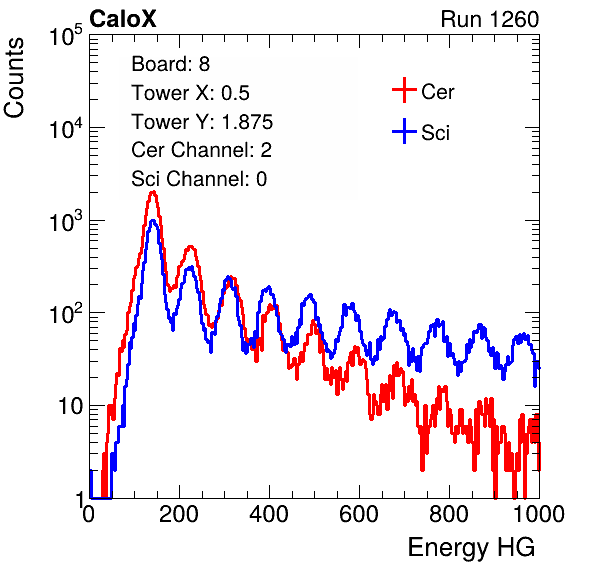 CaloX Run 1260
Counts
Board: 8
Tower X: 0.5
Tower Y: 1.875
Cer Channel: 2
Sci Channel: 0
Cer
Sci
10^5
10^4
10^3
10^2
10
1
0 200 400 600 800 1000
Energy HG